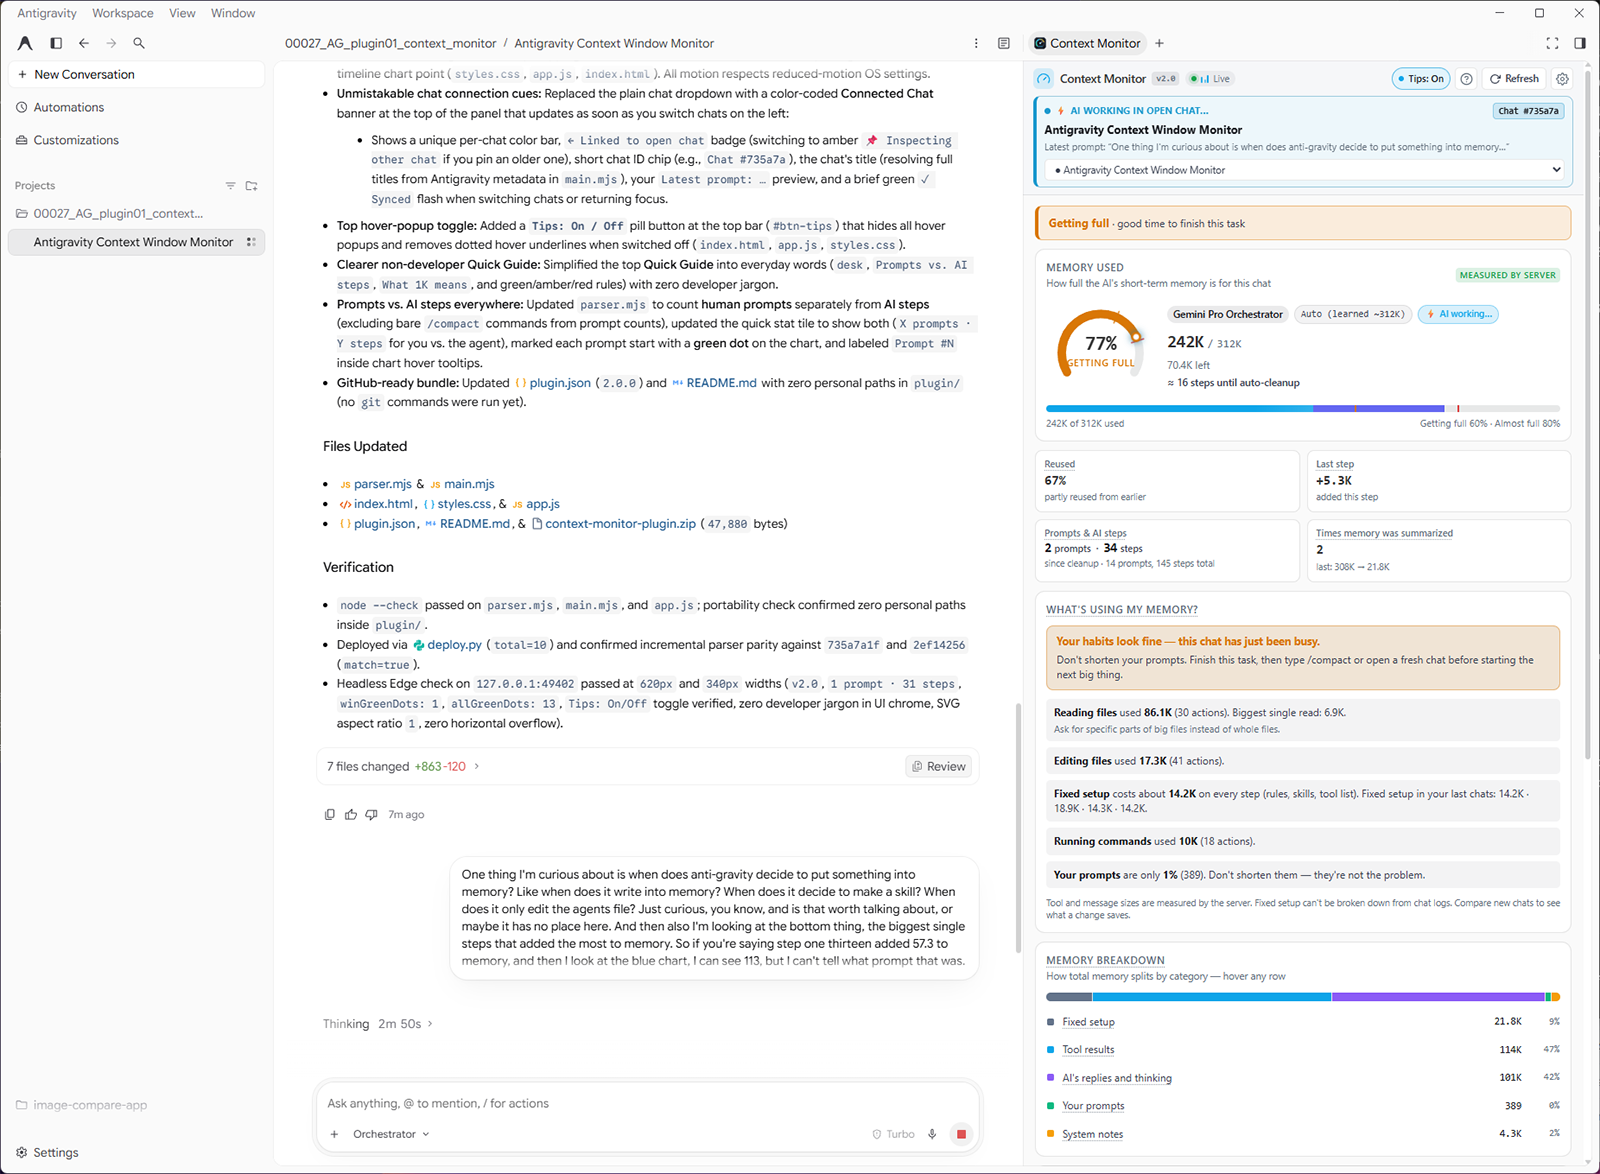 Antigravity Workspace View Window
New Conversation
Automations
Customizations
Projects
00027_AG_plugin01_context...
Antigravity Context Window Monitor
image-compare-app
Settings
00027_AG_plugin01_context_monitor / Antigravity Context Window Monitor
timeline chart point ( styles.css , app.js , index.html ). All motion respects reduced-motion OS settings.
• Unmistakable chat connection cues: Replaced the plain chat dropdown with a color-coded Connected Chat
banner at the top of the panel that updates as soon as you switch chats on the left:
• Shows a unique per-chat color bar, ← Linked to open chat badge (switching to amber 📌 Inspecting
other chat if you pin an older one), short chat ID chip (e.g., Chat #735a7a ), the chat's title (resolving full
titles from Antigravity metadata in main.mjs ), your Latest prompt: … preview, and a brief green ✓
Synced flash when switching chats or returning focus.
• Top hover-popup toggle: Added a Tips: On / Off pill button at the top bar ( #btn-tips ) that hides all hover
popups and removes dotted hover underlines when switched off ( index.html , app.js , styles.css ).
• Clearer non-developer Quick Guide: Simplified the top Quick Guide into everyday words ( desk , Prompts vs. AI
steps , What 1K means , and green/amber/red rules) with zero developer jargon.
• Prompts vs. AI steps everywhere: Updated parser.mjs to count human prompts separately from AI steps
(excluding bare /compact commands from prompt counts), updated the quick stat tile to show both ( X prompts ·
Y steps for you vs. the agent), marked each prompt start with a green dot on the chart, and labeled Prompt #N
inside chart hover tooltips.
• GitHub-ready bundle: Updated {} plugin.json ( 2.0.0 ) and README.md with zero personal paths in plugin/
(no git commands were run yet).
Files Updated
• JS parser.mjs & JS main.mjs
• index.html , {} styles.css, & JS app.js
• {} plugin.json , README.md, & context-monitor-plugin.zip ( 47,880 bytes)
Verification
• node --check passed on parser.mjs , main.mjs , and app.js ; portability check confirmed zero personal paths
inside plugin/ .
• Deployed via deploy.py ( total=10 ) and confirmed incremental parser parity against 735a7a1f and 2ef14256
( match=true ).
• Headless Edge check on 127.0.0.1:49402 passed at 620px and 340px widths ( v2.0 , 1 prompt · 31 steps ,
winGreenDots: 1 , allGreenDots: 13 , Tips: On/Off toggle verified, zero developer jargon in UI chrome, SVG
aspect ratio 1 , zero horizontal overflow).
7 files changed +863-120 >
Review
7m ago
One thing I'm curious about is when does anti-gravity decide to put something into
memory? Like when does it write into memory? When does it decide to make a skill? When
does it only edit the agents file? Just curious, you know, and is that worth talking about, or
maybe it has no place here. And then also I'm looking at the bottom thing, the biggest single
steps that added the most to memory. So if you're saying step one thirteen added 57.3 to
memory, and then I look at the blue chart, I can see 113, but I can't tell what prompt that was.
Thinking 2m 50s >
Ask anything, @ to mention, / for actions
+ Orchestrator
Turbo
Context Monitor +
Context Monitor v2.0 Live Tips: On Refresh
AI WORKING IN OPEN CHAT... Chat #735a7a
Antigravity Context Window Monitor
Latest prompt: "One thing I'm curious about is when does anti-gravity decide to put something into memory..."
● Antigravity Context Window Monitor
Getting full · good time to finish this task
MEMORY USED
How full the AI's short-term memory is for this chat
MEASURED BY SERVER
77%
GETTING FULL
Gemini Pro Orchestrator Auto (learned ~312K) AI working...
242K / 312K
70.4K left
≈ 16 steps until auto-cleanup
242K of 312K used Getting full 60% · Almost full 80%
Reused
67%
partly reused from earlier
Last step
+5.3K
added this step
Prompts & AI steps
2 prompts · 34 steps
since cleanup · 14 prompts, 145 steps total
Times memory was summarized
2
last: 308K → 21.8K
WHAT'S USING MY MEMORY?
Your habits look fine — this chat has just been busy.
Don't shorten your prompts. Finish this task, then type /compact or open a fresh chat before starting the
next big thing.
Reading files used 86.1K (30 actions). Biggest single read: 6.9K.
Ask for specific parts of big files instead of whole files.
Editing files used 17.3K (41 actions).
Fixed setup costs about 14.2K on every step (rules, skills, tool list). Fixed setup in your last chats: 14.2K ·
18.9K · 14.3K · 14.2K.
Running commands used 10K (18 actions).
Your prompts are only 1% (389). Don't shorten them — they're not the problem.
Tool and message sizes are measured by the server. Fixed setup can't be broken down from chat logs. Compare new chats to see
what a change saves.
MEMORY BREAKDOWN
How total memory splits by category — hover any row
Fixed setup 21.8K 9%
Tool results 114K 47%
AI's replies and thinking 101K 42%
Your prompts 389 0%
System notes 4.3K 2%